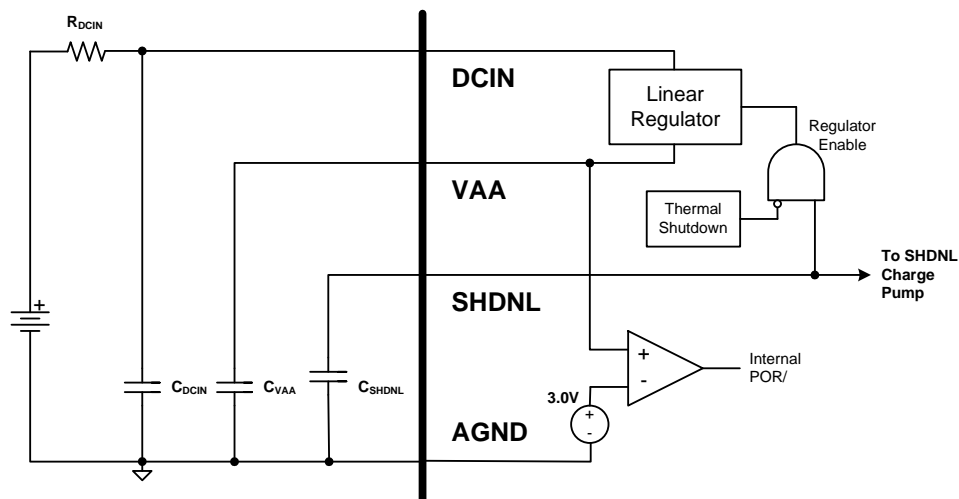 RDCIN
DCIN
Linear
Regulator
Regulator
Enable
VAA
Thermal
Shutdown
To SHDNL
Charge
Pump
SHDNL
+
+
-
Internal
POR/
CDCIN
CVAA
CSHDNL
3.0V
+
-
AGND